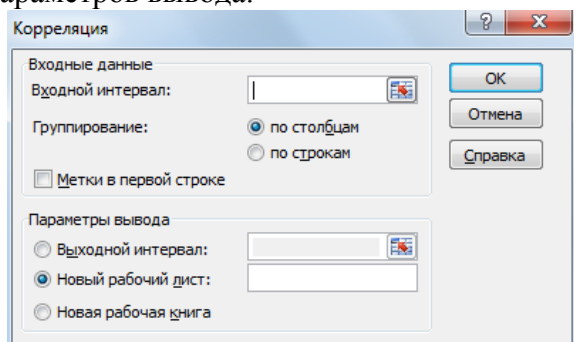 араметров вывода.
Корреляция
Входные данные
Входной интервал:
Группирование:
по столбцам
по строкам
Метки в первой строке
OK
Отмена
Справка
Параметры вывода
Выходной интервал:
Новый рабочий лист:
Новая рабочая книга